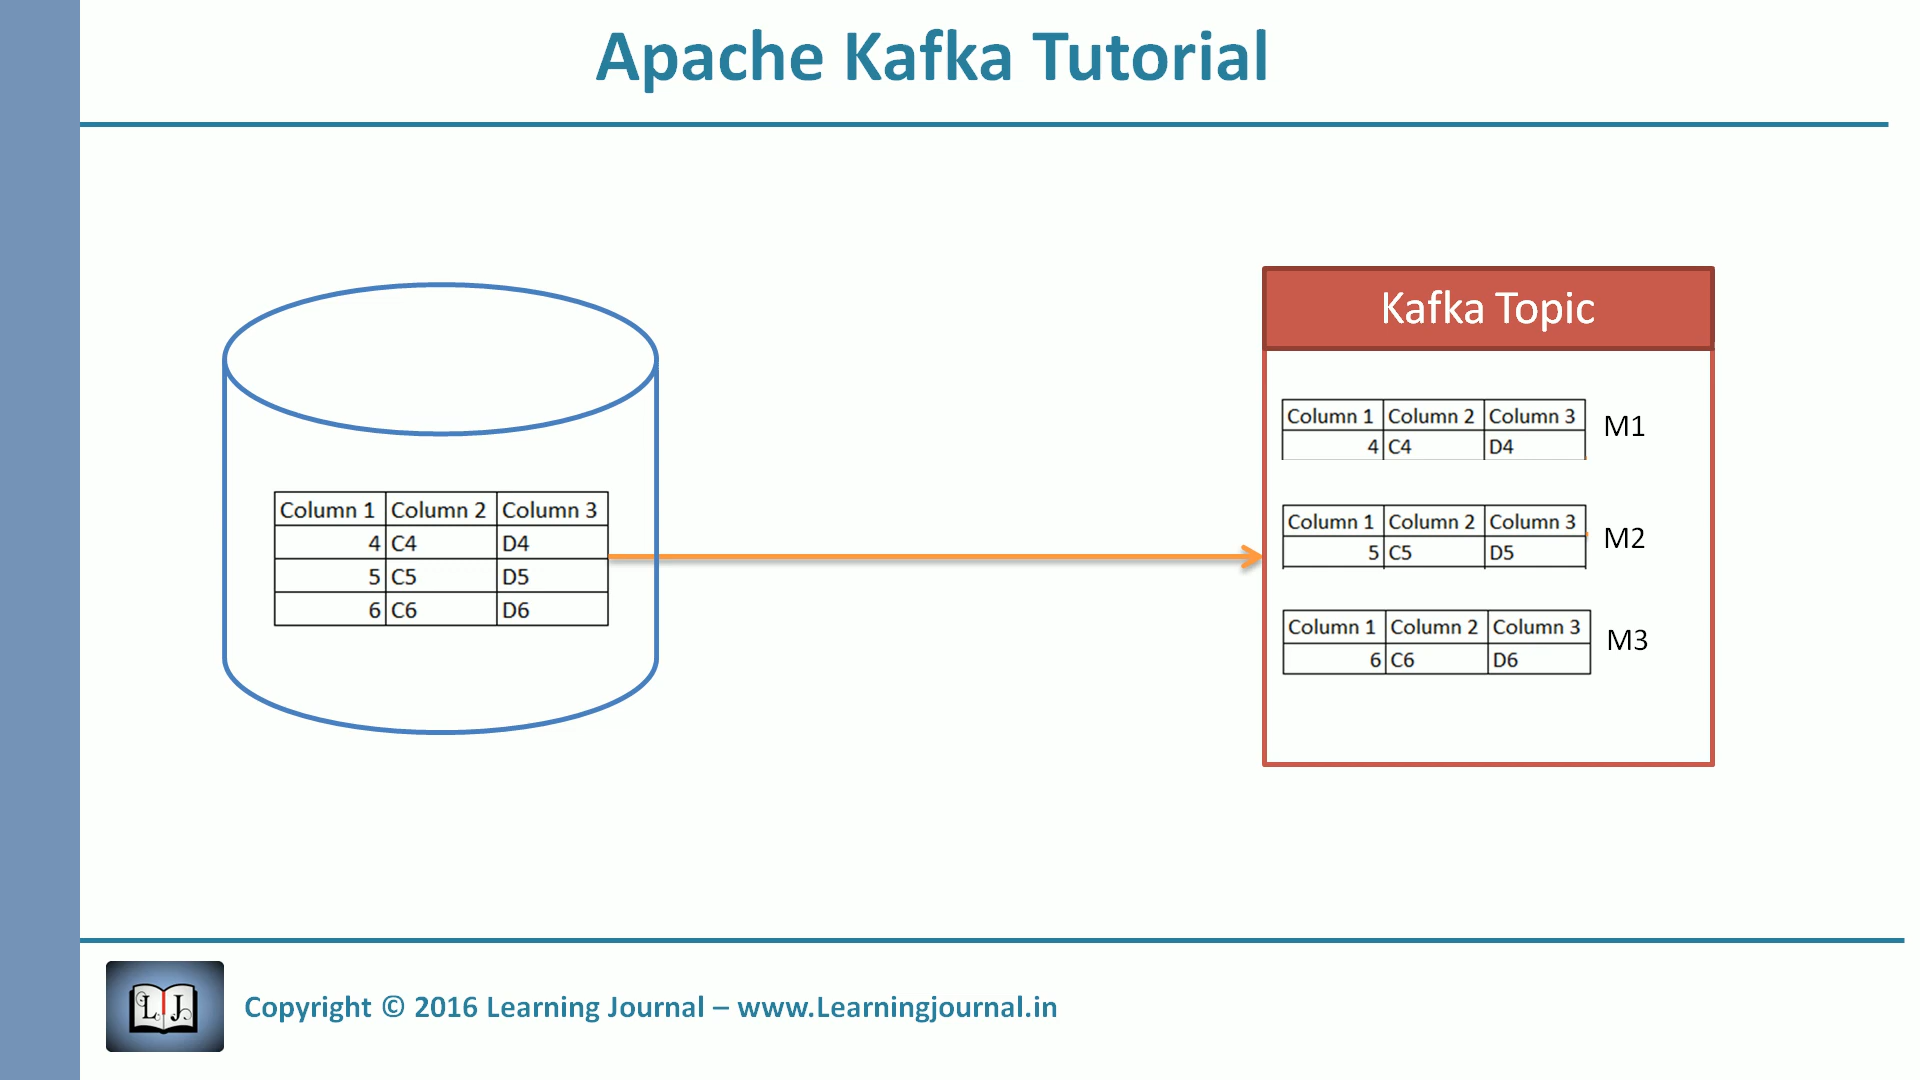 Apache Kafka Tutorial
Column 1 Column 2 Column 3
4 C4 D4
5 C5 D5
6 C6 D6
Kafka Topic
Column 1 Column 2 Column 3
4 C4 D4
M1
Column 1 Column 2 Column 3
5 C5 D5
M2
Column 1 Column 2 Column 3
6 C6 D6
M3
LJ
Copyright © 2016 Learning Journal – www.Learningjournal.in